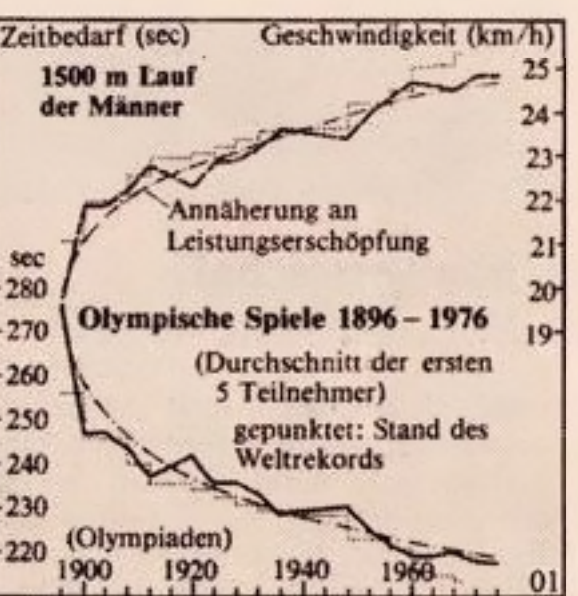 Zeitbedarf (sec) Geschwindigkeit (km/h)
1500 m Lauf
der Männer
25
24
23
22
21
20
19
Annäherung an
Leistungserschöpfung
sec
280
270
260
250
240
230
220
Olympische Spiele 1896 – 1976
(Durchschnitt der ersten
5 Teilnehmer)
gepunktet: Stand des
Weltrekords
(Olympiaden)
1900 1920 1940 1960
01